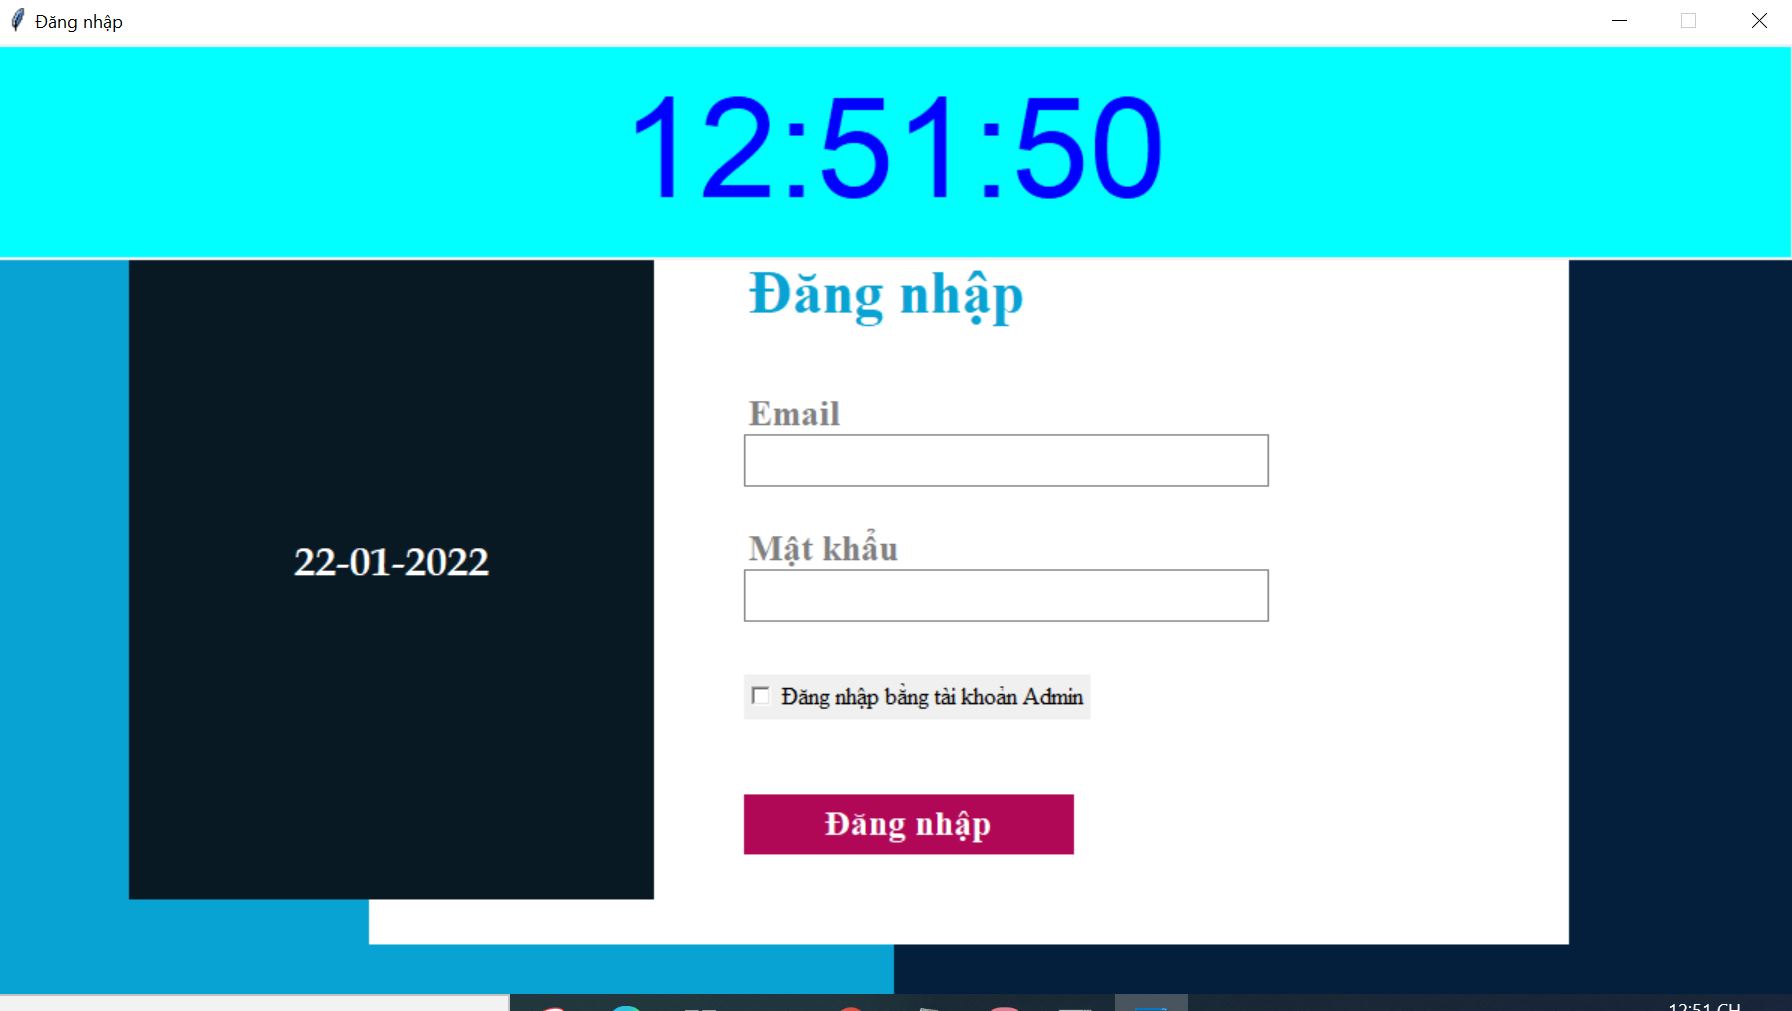 Đăng nhập
12:51:50
Đăng nhập
Email
22-01-2022
Mật khẩu
Đăng nhập bằng tài khoản Admin
Đăng nhập
12:51 CH